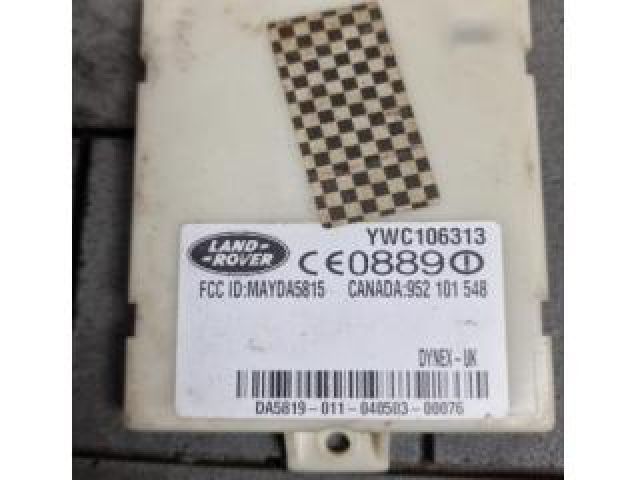 YWC106313
LAND-
-ROVER
CE0889
FCC ID:MAYDA5815 CANADA:952 101 548
DYNEX-UK
DA5819-011-040503-00076